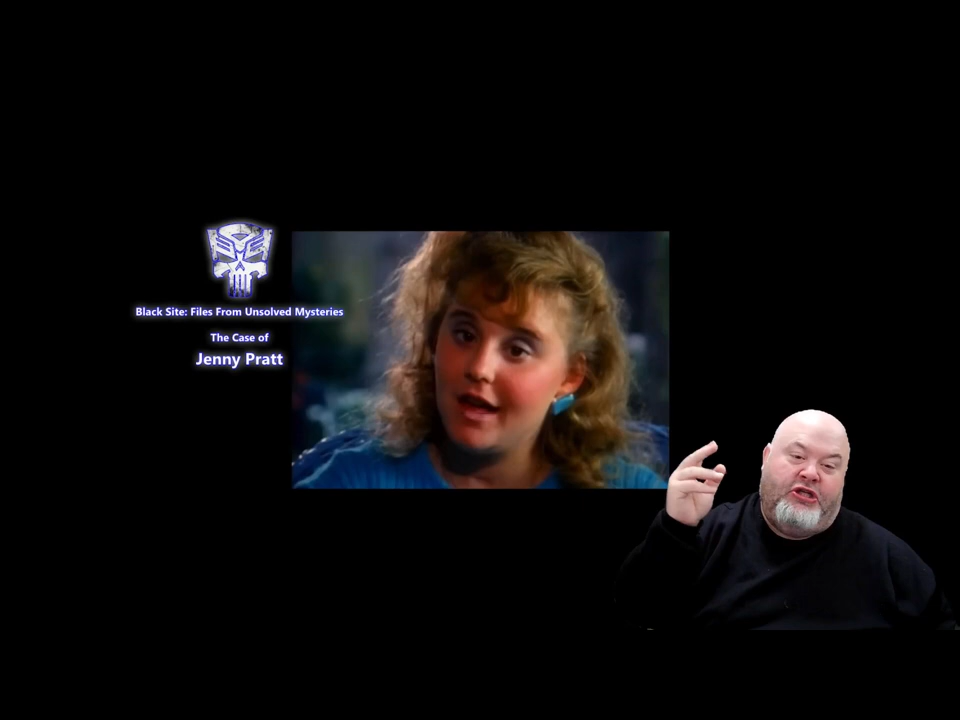 Black Site: Files From Unsolved Mysteries
The Case of
Jenny Pratt